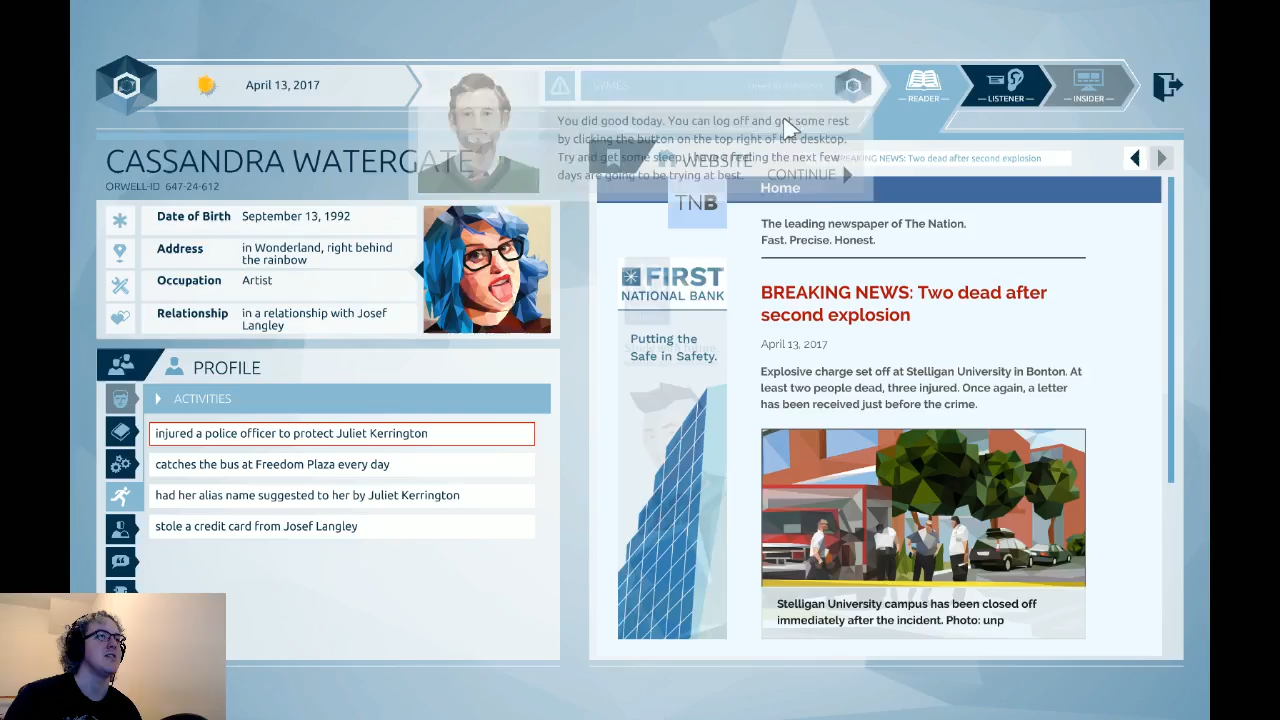 April 13, 2017
SYMES
READER
LISTENER
INSIDER
You did good today. You can log off and get some rest
by clicking the button on the top right of the desktop.
Try and get some sleep. I have a feeling the next few
days are going to be trying at best.
CONTINUE
CASSANDRA WATERGATE
ORWELL-ID 647-24-612
Date of Birth September 13, 1992
Address in Wonderland, right behind
the rainbow
Occupation Artist
Relationship in a relationship with Josef
Langley
PROFILE
ACTIVITIES
injured a police officer to protect Juliet Kerrington
catches the bus at Freedom Plaza every day
had her alias name suggested to her by Juliet Kerrington
stole a credit card from Josef Langley
WEBSITE
BREAKING NEWS: Two dead after second explosion
Home
TNB
The leading newspaper of The Nation.
Fast. Precise. Honest.
FIRST
NATIONAL BANK
Putting the
Safe in Safety.
BREAKING NEWS: Two dead after
second explosion
April 13, 2017
Explosive charge set off at Stelligan University in Bonton. At
least two people dead, three injured. Once again, a letter
has been received just before the crime.
Stelligan University campus has been closed off
immediately after the incident. Photo: unp